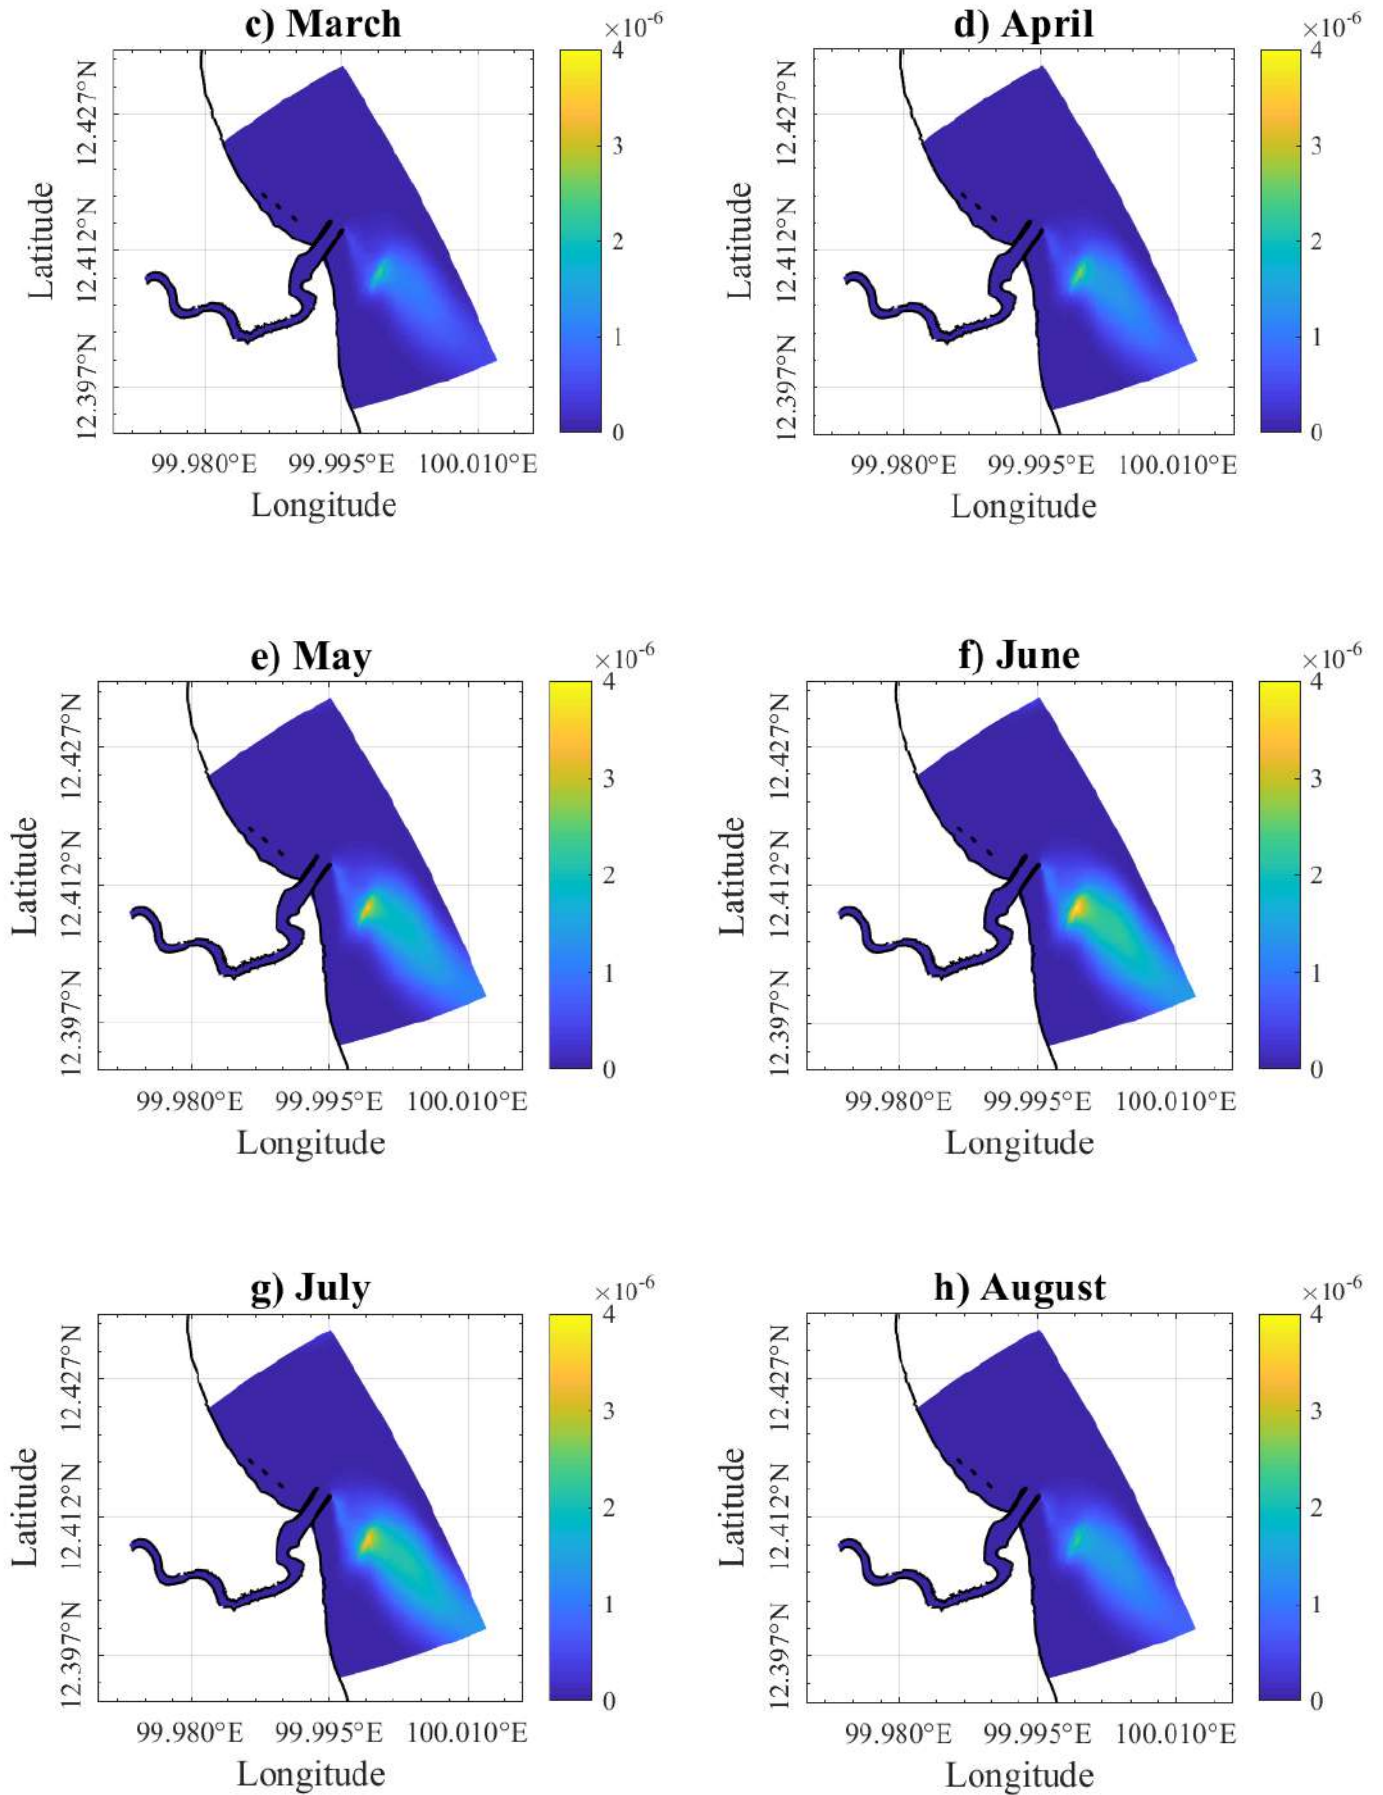 c) March
×10-6
4
3
2
1
0
12.427°N
12.412°N
12.397°N
Latitude
99.980°E 99.995°E 100.010°E
Longitude
d) April
×10-6
4
3
2
1
0
12.427°N
12.412°N
12.397°N
Latitude
99.980°E 99.995°E 100.010°E
Longitude
e) May
×10-6
4
3
2
1
0
12.427°N
12.412°N
12.397°N
Latitude
99.980°E 99.995°E 100.010°E
Longitude
f) June
×10-6
4
3
2
1
0
12.427°N
12.412°N
12.397°N
Latitude
99.980°E 99.995°E 100.010°E
Longitude
g) July
×10-6
4
3
2
1
0
12.427°N
12.412°N
12.397°N
Latitude
99.980°E 99.995°E 100.010°E
Longitude
h) August
×10-6
4
3
2
1
0
12.427°N
12.412°N
12.397°N
Latitude
99.980°E 99.995°E 100.010°E
Longitude